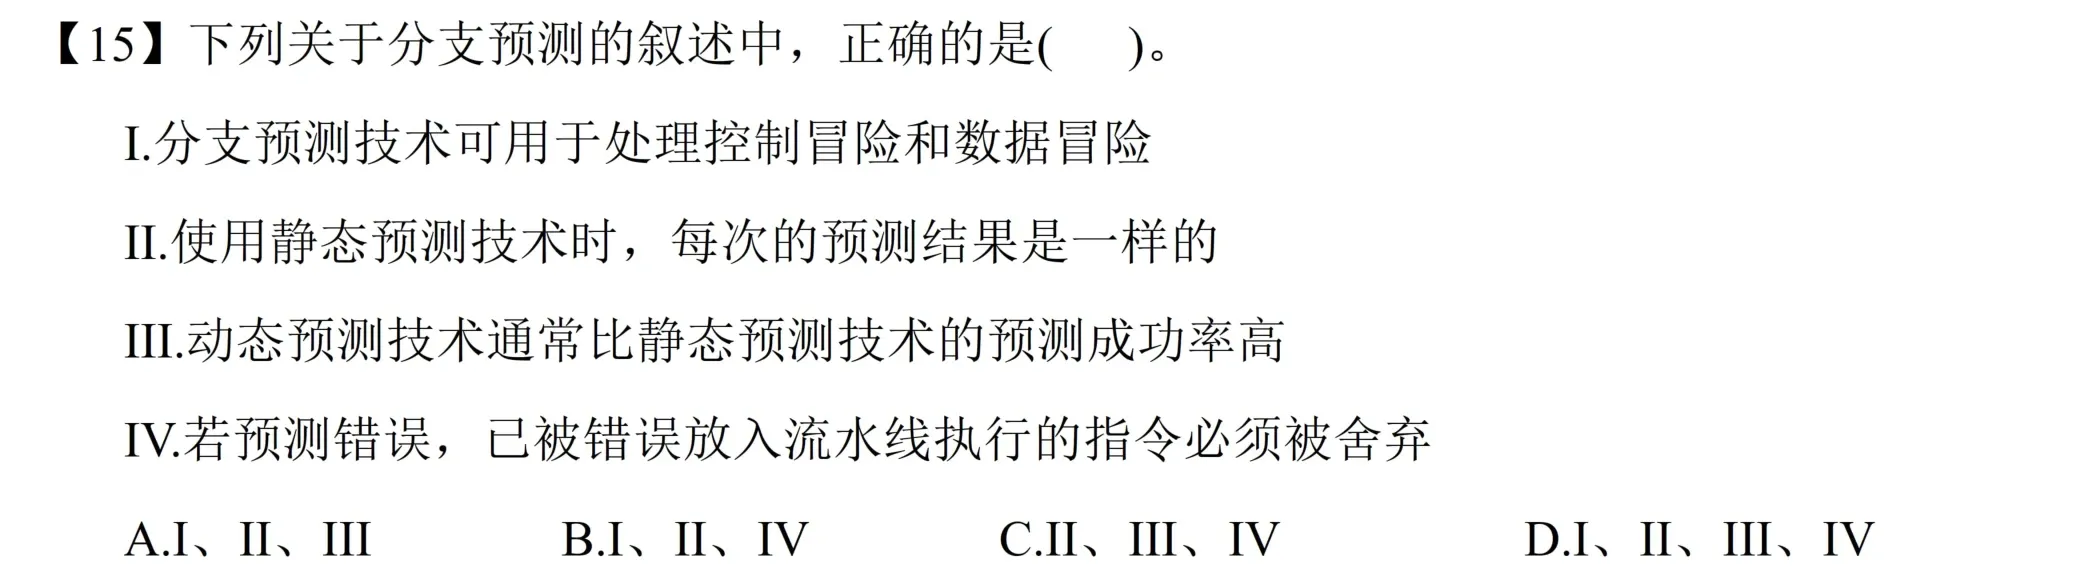 【15】下列关于分支预测的叙述中，正确的是(    )。
I.分支预测技术可用于处理控制冒险和数据冒险
II.使用静态预测技术时，每次的预测结果是一样的
III.动态预测技术通常比静态预测技术的预测成功率高
IV.若预测错误，已被错误放入流水线执行的指令必须被舍弃
A.I、II、III    B.I、II、IV    C.II、III、IV    D.I、II、III、IV